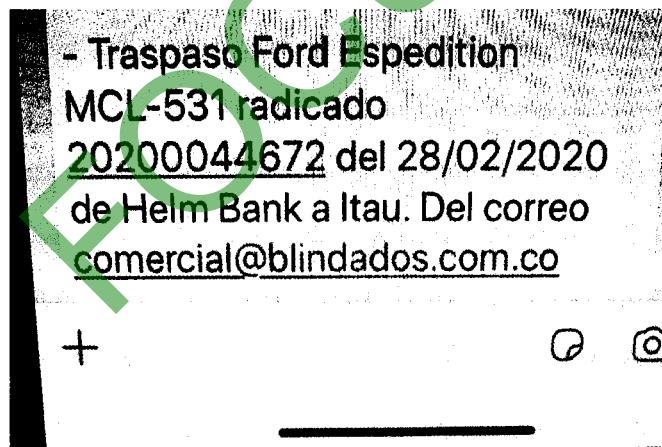 - Traspaso Ford Espedition
MCL-531 radicado
20200044672 del 28/02/2020
de Helm Bank a Itau. Del correo
comercial@blindados.com.co